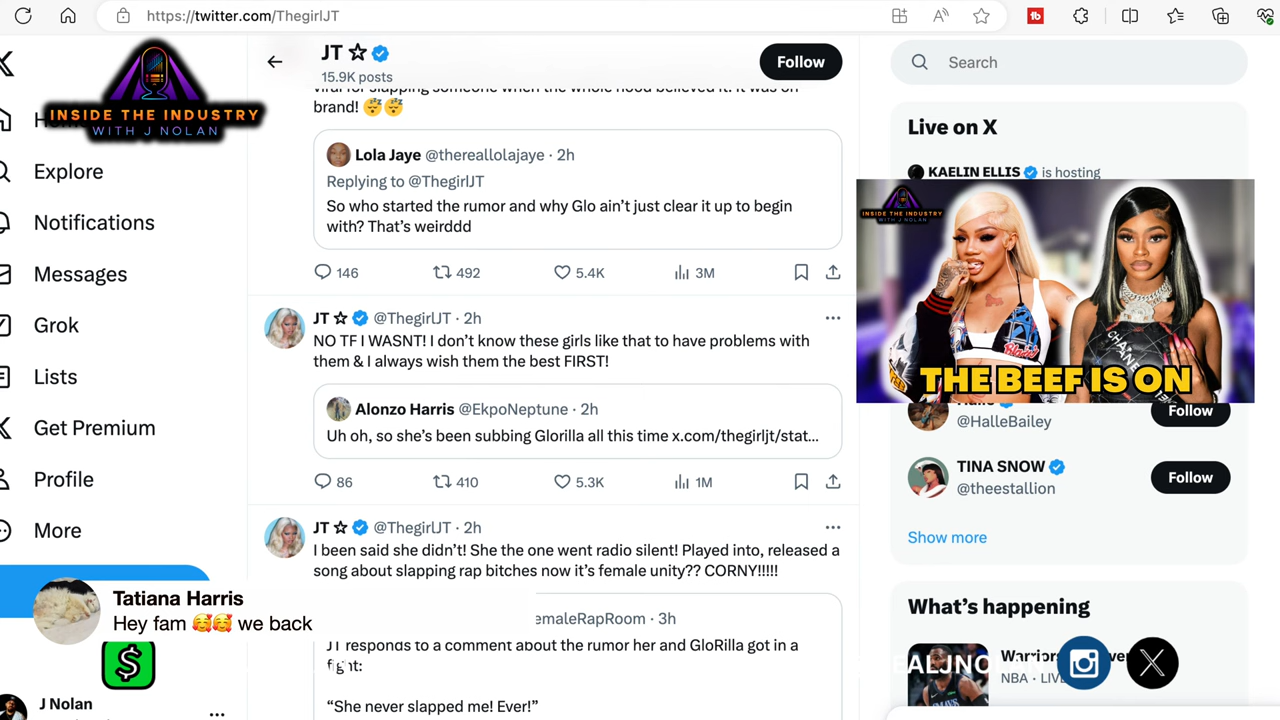 https://twitter.com/ThegirlJT
JT
15.9K posts
Follow
Search
INSIDE THE INDUSTRY
WITH J NOLAN
Explore
Notifications
Messages
Grok
Lists
Get Premium
Profile
More
viral for slapping someone when the whole hood believed it. It was on
brand! 😴😴
Lola Jaye @thereallolajaye · 2h
Replying to @ThegirlJT
So who started the rumor and why Glo ain't just clear it up to begin
with? That's weirddd
146 492 5.4K 3M
JT @ThegirlJT · 2h
NO TF I WASNT! I don't know these girls like that to have problems with
them & I always wish them the best FIRST!
Alonzo Harris @EkpoNeptune · 2h
Uh oh, so she's been subbing Glorilla all this time x.com/thegirljt/stat...
86 410 5.3K 1M
JT @ThegirlJT · 2h
I been said she didn't! She the one went radio silent! Played into, released a
song about slapping rap bitches now it's female unity?? CORNY!!!!!
emaleRapRoom · 3h
JT responds to a comment about the rumor her and GloRilla got in a
fight:
"She never slapped me! Ever!"
Tatiana Harris
Hey fam 🥰🥰 we back
$
J Nolan
Live on X
KAELIN ELLIS is hosting
INSIDE THE INDUSTRY
WITH J NOLAN
THE BEEF IS ON
@HalleBailey
Follow
TINA SNOW
@theestallion
Follow
Show more
What's happening
NBA · LIVE